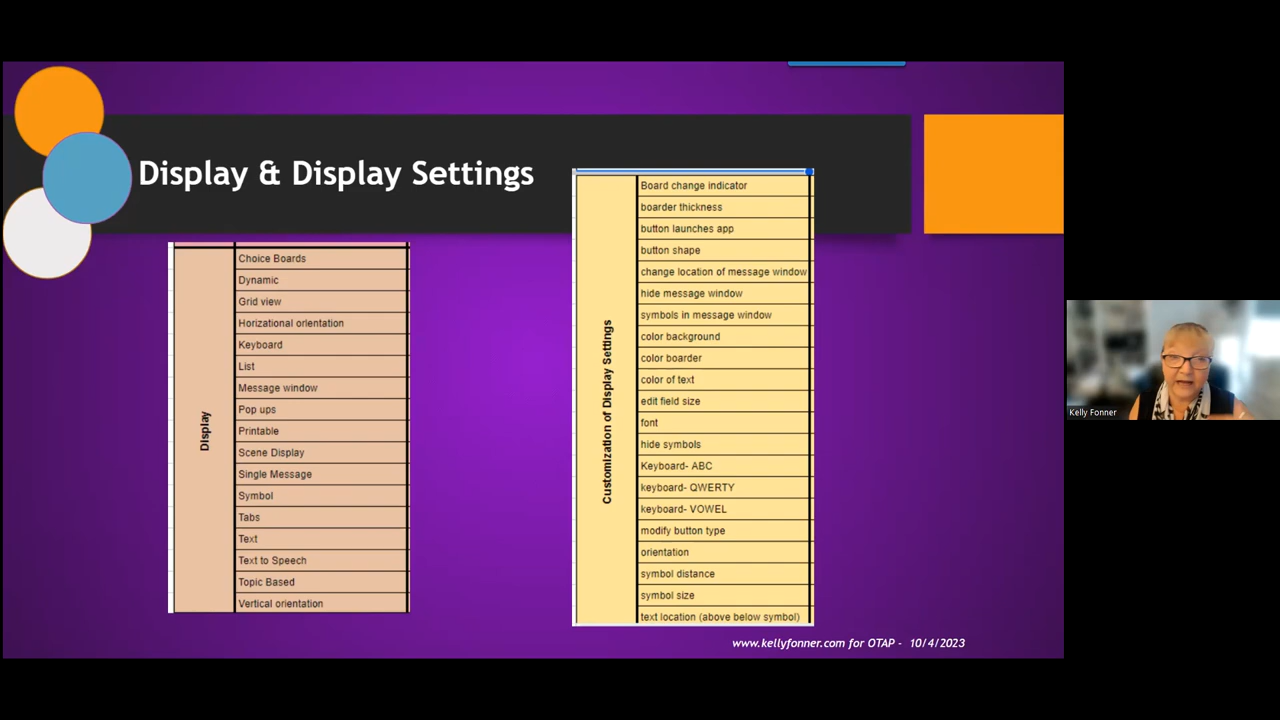 Display & Display Settings
Display
Choice Boards
Dynamic
Grid view
Horizational orientation
Keyboard
List
Message window
Pop ups
Printable
Scene Display
Single Message
Symbol
Tabs
Text
Text to Speech
Topic Based
Vertical orientation
Customization of Display Settings
Board change indicator
boarder thickness
button launches app
button shape
change location of message window
hide message window
symbols in message window
color background
color boarder
color of text
edit field size
font
hide symbols
Keyboard- ABC
keyboard- QWERTY
keyboard- VOWEL
modify button type
orientation
symbol distance
symbol size
text location (above below symbol)
www.kellyfonner.com for OTAP - 10/4/2023
Kelly Fonner